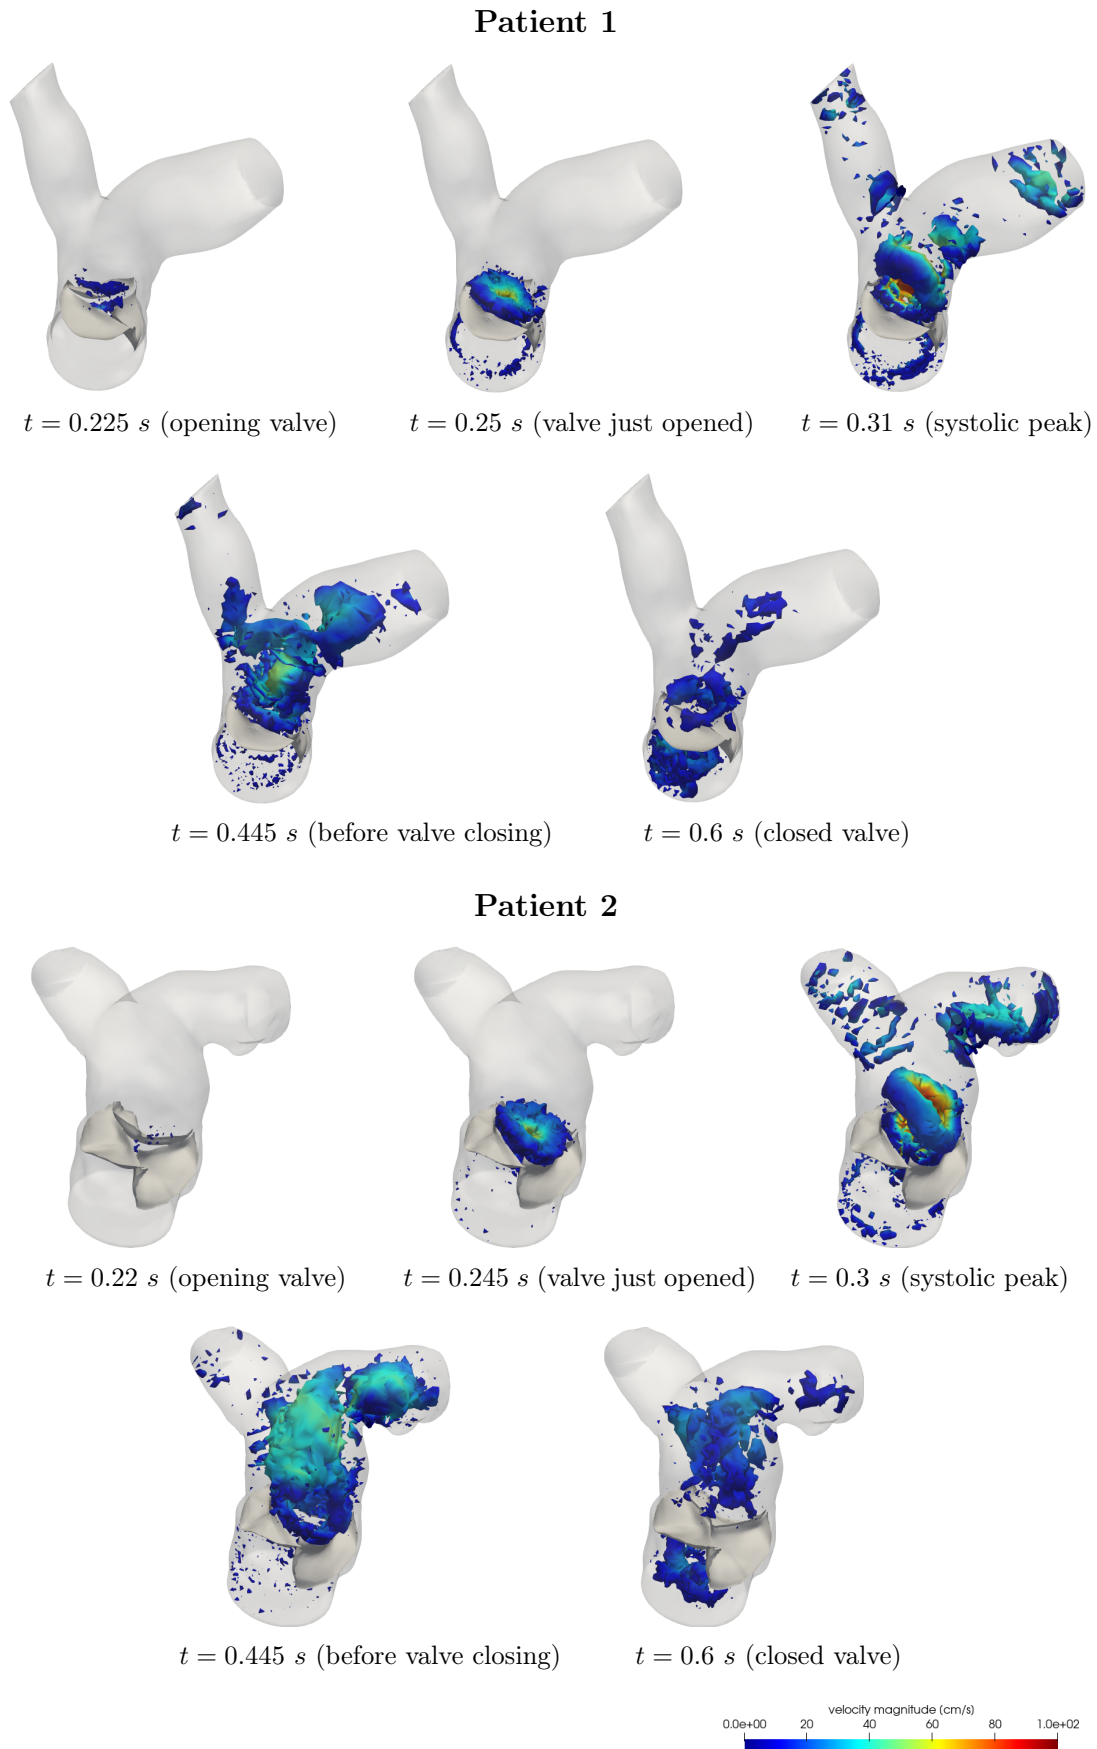 Patient 1
t = 0.225 s (opening valve) t = 0.25 s (valve just opened) t = 0.31 s (systolic peak)
t = 0.445 s (before valve closing) t = 0.6 s (closed valve)
Patient 2
t = 0.22 s (opening valve) t = 0.245 s (valve just opened) t = 0.3 s (systolic peak)
t = 0.445 s (before valve closing) t = 0.6 s (closed valve)
velocity magnitude [cm/s]
0.0e+00 20 40 60 80 1.0e+02